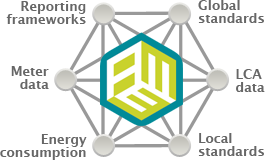 Reporting
frameworks
Global
standards
Meter
data
LCA
data
Energy
consumption
Local
standards